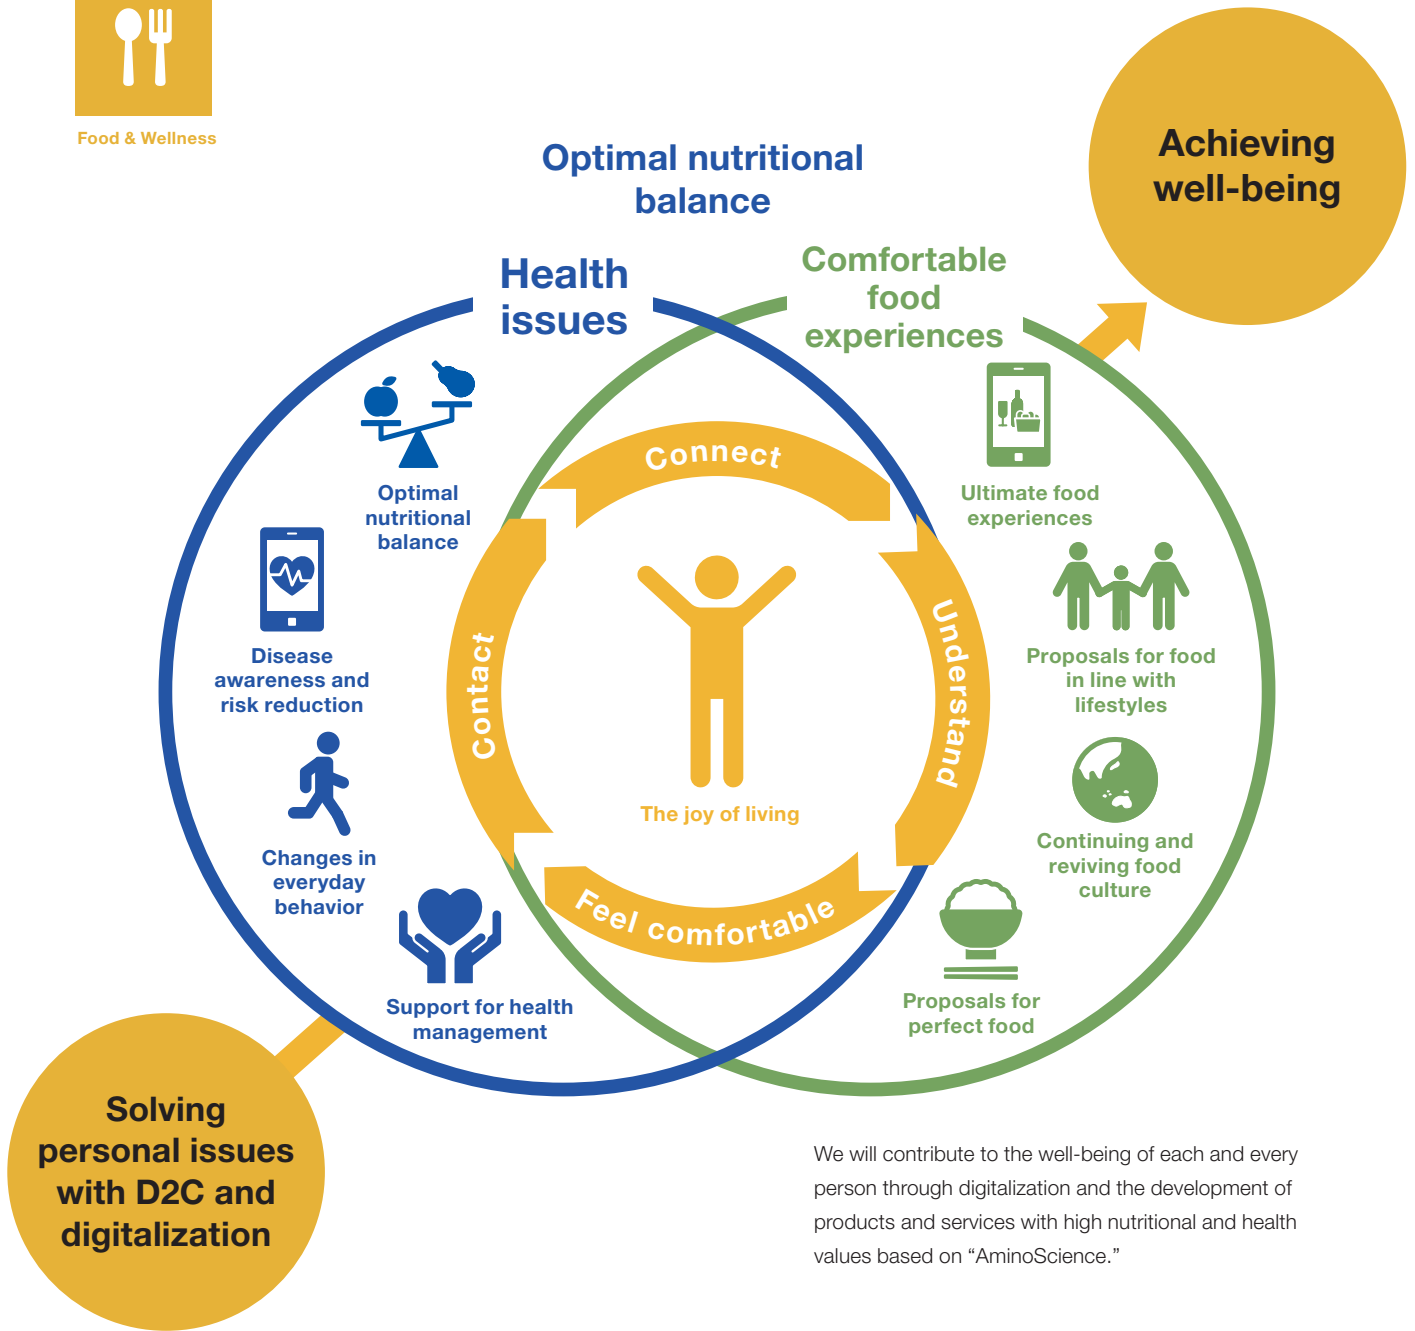 Food & Wellness
Achieving
well-being
Optimal nutritional
balance
Health
issues
Comfortable
food
experiences
Optimal
nutritional
balance
Disease
awareness and
risk reduction
Changes in
everyday
behavior
Support for health
management
Connect
Understand
Feel comfortable
Contact
The joy of living
Ultimate food
experiences
Proposals for food
in line with
lifestyles
Continuing and
reviving food
culture
Proposals for
perfect food
Solving
personal issues
with D2C and
digitalization
We will contribute to the well-being of each and every
person through digitalization and the development of
products and services with high nutritional and health
values based on “AminoScience.”